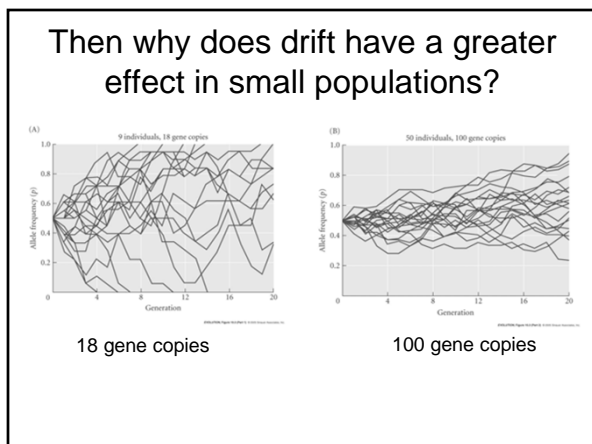 Then why does drift have a greater
effect in small populations?
(A)
9 individuals, 18 gene copies
1.0
0.8
0.6
0.4
0.2
0
4
8
12
16
20
Allele frequency (p)
Generation
(B)
50 individuals, 100 gene copies
1.0
0.8
0.6
0.4
0.2
0
4
8
12
16
20
Allele frequency (p)
Generation
18 gene copies
100 gene copies